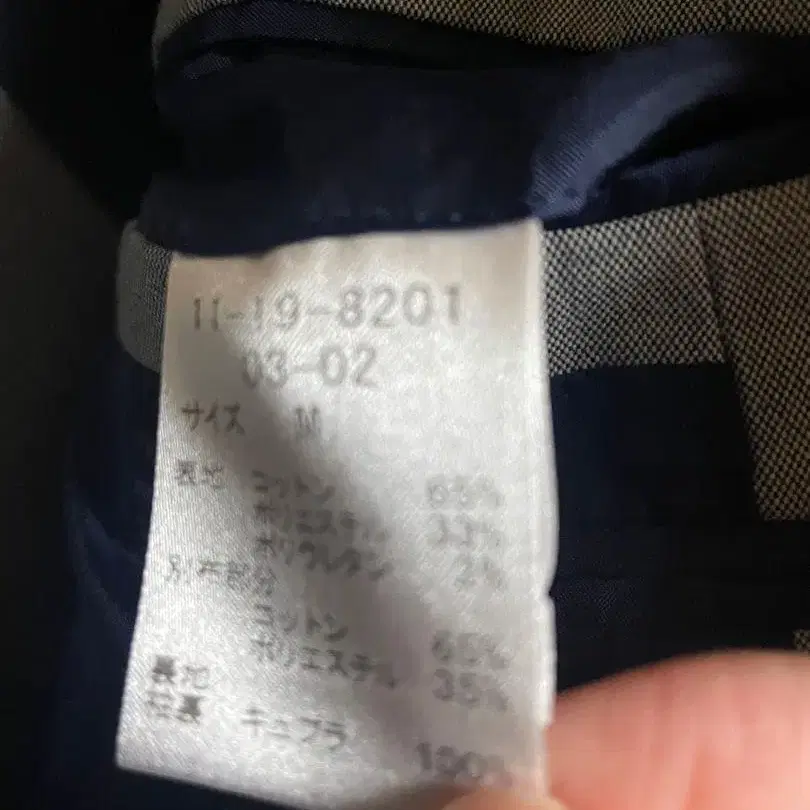 11-19-8201
03-02
サイズ M
表地 コットン 65%
ポリエステル 33%
ポリウレタン 2%
別布部分
コットン 65%
ポリエステル 35%
裏地
袖裏 キュプラ 100%